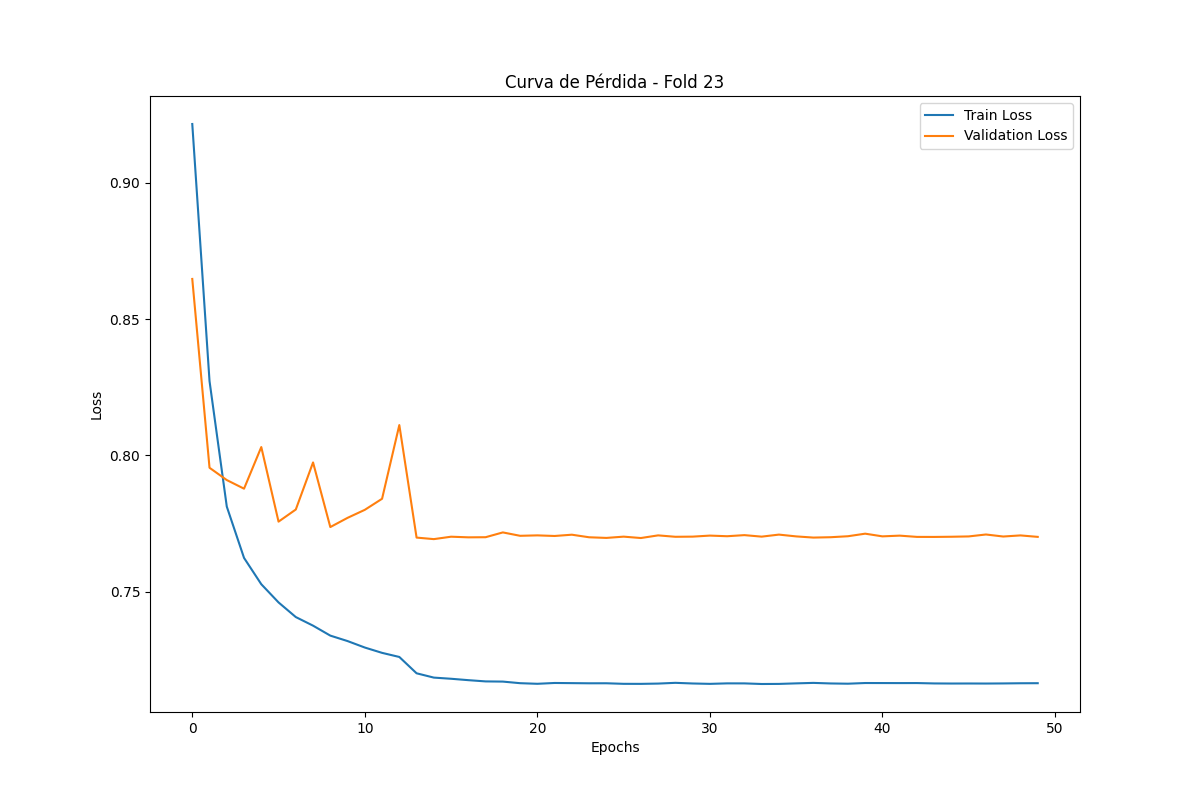 Curva de Pérdida - Fold 23
Train Loss
Validation Loss
0.90
0.85
0.80
0.75
Loss
0 10 20 30 40 50
Epochs